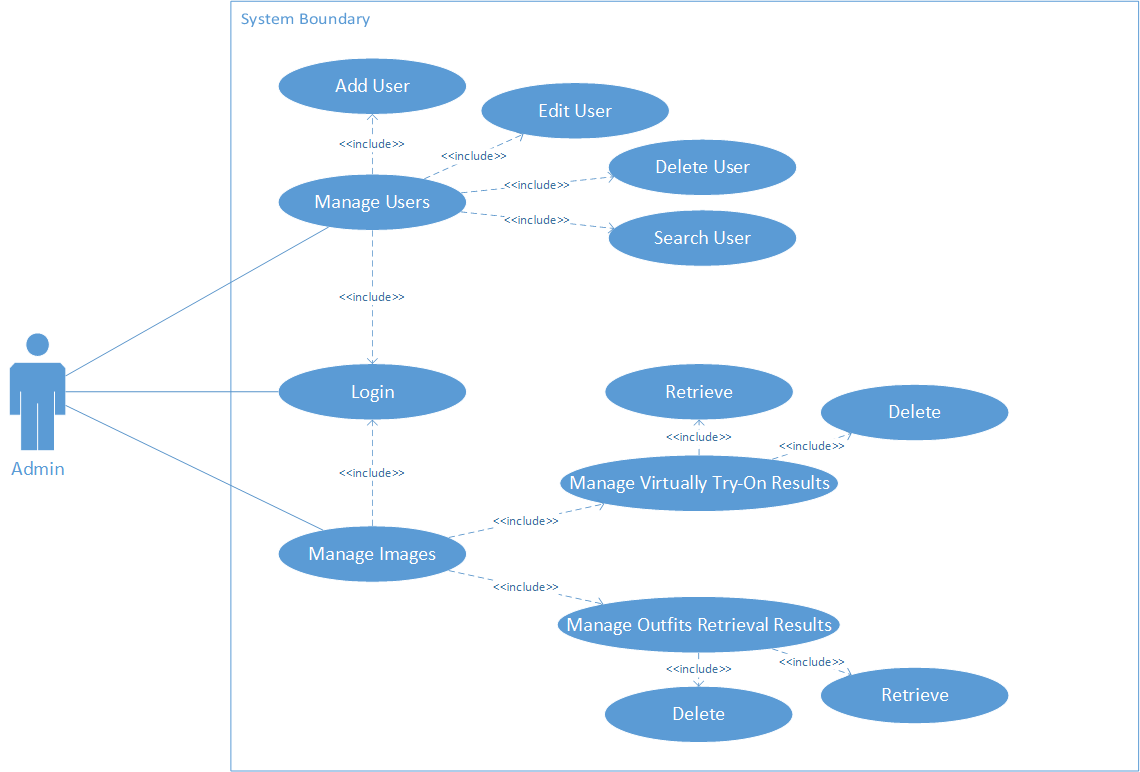 System Boundary
Add User
Edit User
<<include>>
<<include>>
Delete User
<<include>>
Manage Users
<<include>>
Search User
<<include>>
Login
Retrieve
Delete
<<include>>
<<include>>
<<include>>
Admin
Manage Virtually Try-On Results
<<include>>
Manage Images
<<include>>
Manage Outfits Retrieval Results
<<include>>
<<include>>
Retrieve
Delete